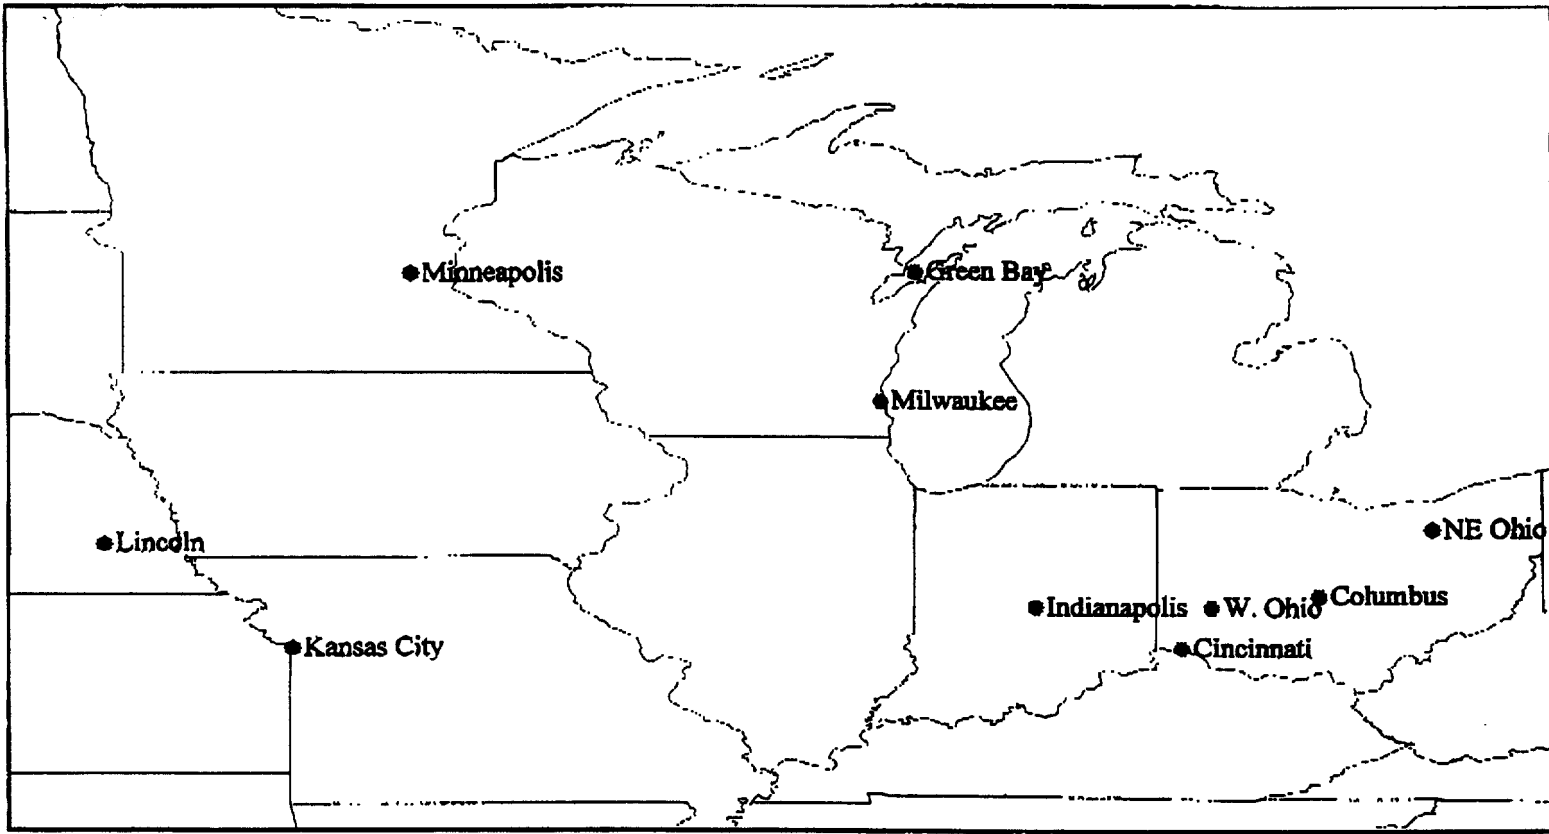 Minneapolis
Green Bay
Milwaukee
Lincoln
NE Ohio
Columbus
Indianapolis
W. Ohio
Kansas City
Cincinnati